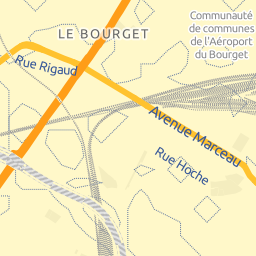 Communauté
de communes
de l'Aéroport
du Bourget
LE BOURGET
Rue Rigaud
Avenue Marceau
Rue Hoche